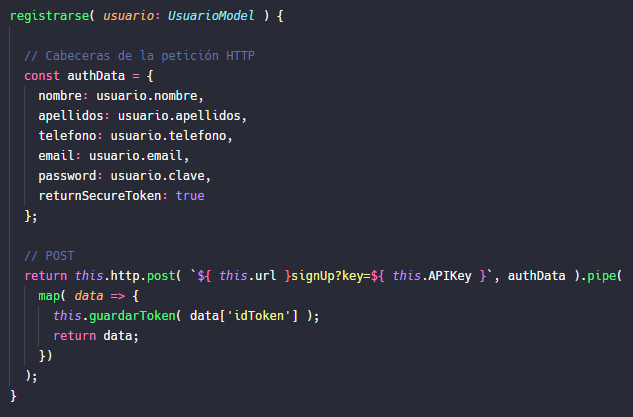 registrarse( usuario: UsuarioModel ) {
// Cabeceras de la petición HTTP
const authData = {
nombre: usuario.nombre,
apellidos: usuario.apellidos,
telefono: usuario.telefono,
email: usuario.email,
password: usuario.clave,
returnSecureToken: true
};
// POST
return this.http.post( `${ this.url }signUp?key=${ this.APIKey }`, authData ).pipe(
map( data => {
this.guardarToken( data['idToken'] );
return data;
})
);
}